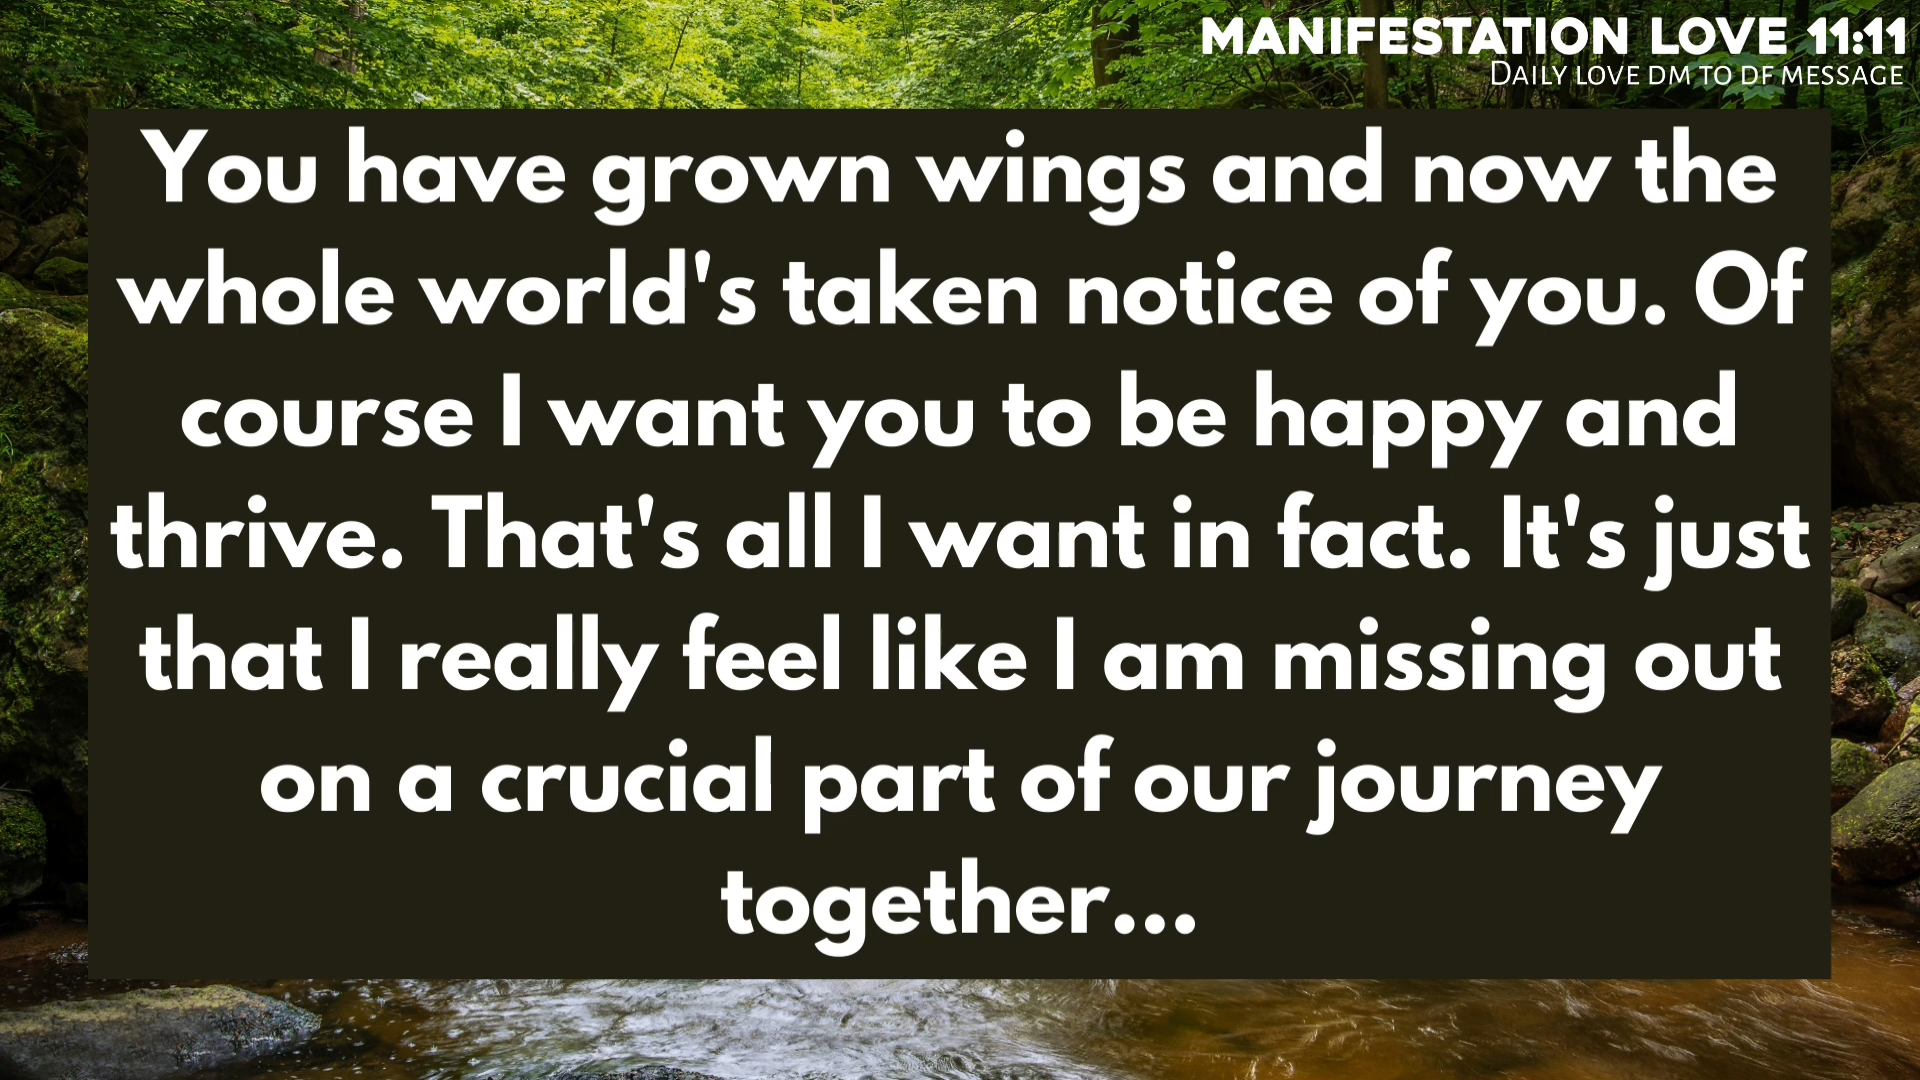 MANIFESTATION LOVE 11:11
DAILY LOVE DM TO DF MESSAGE
You have grown wings and now the
whole world's taken notice of you. Of
course I want you to be happy and
thrive. That's all I want in fact. It's just
that I really feel like I am missing out
on a crucial part of our journey
together...